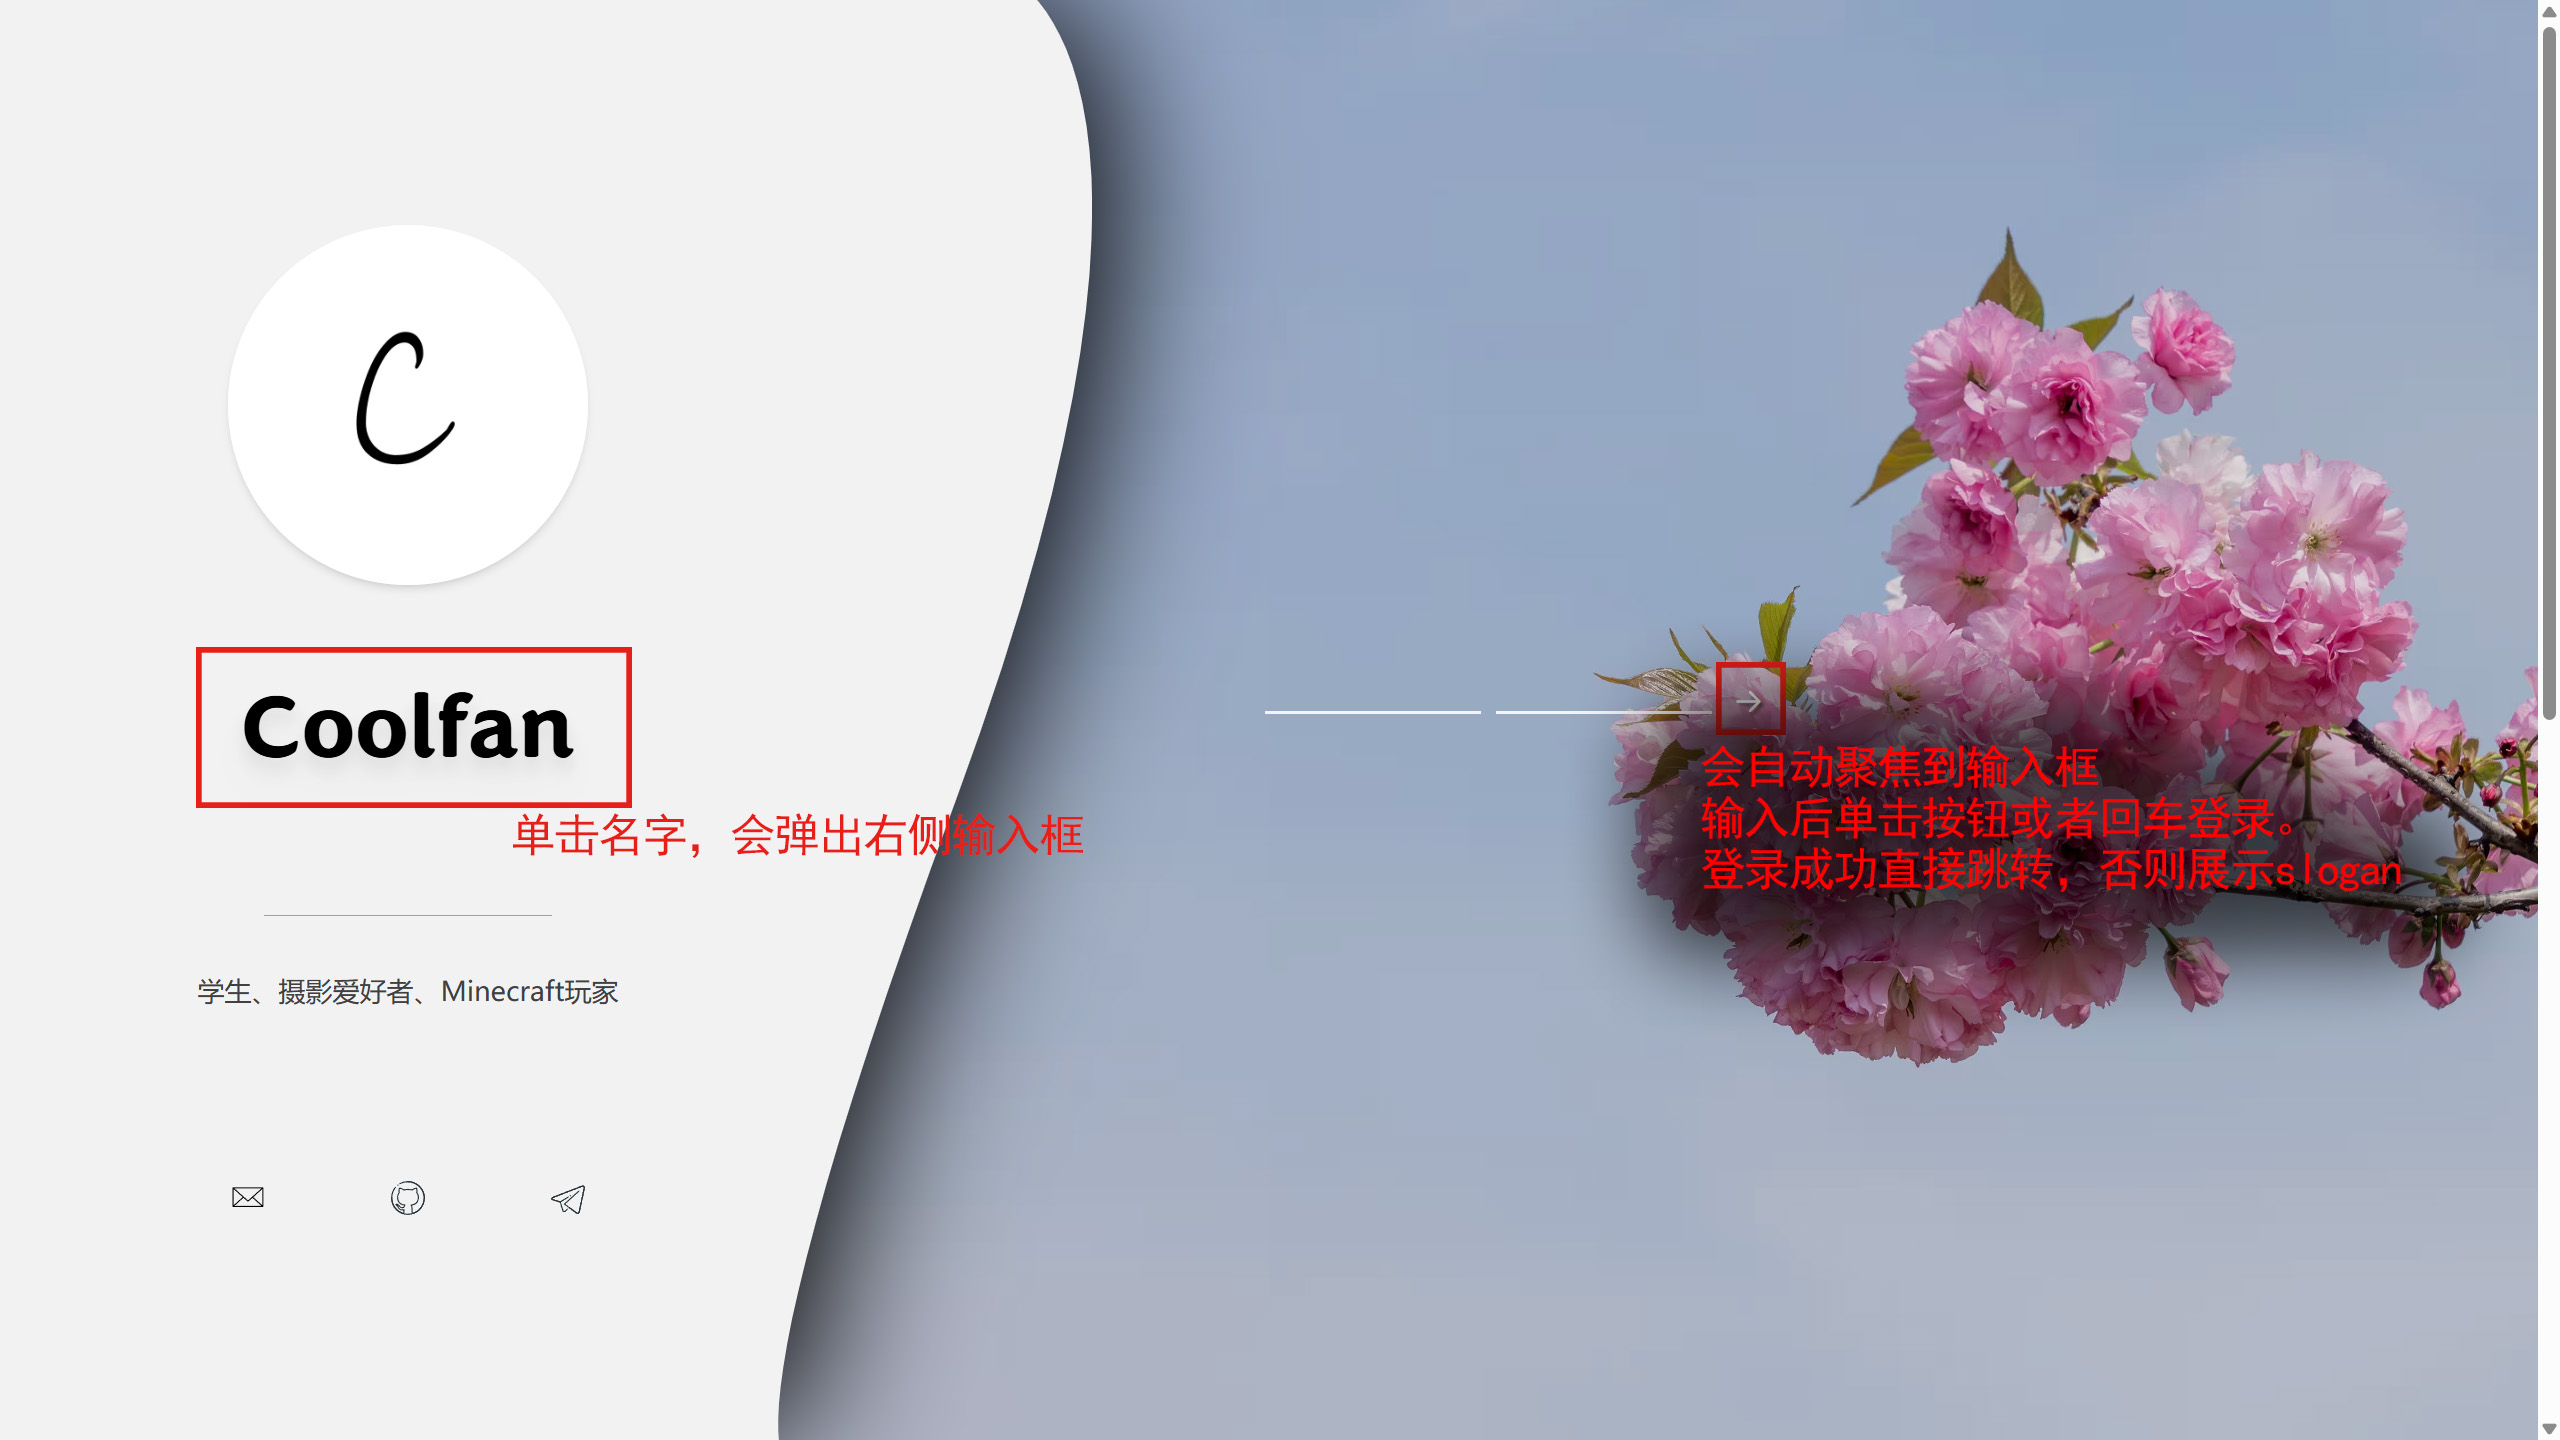 C
Coolfan
单击名字，会弹出右侧输入框
学生、摄影爱好者、Minecraft玩家
会自动聚焦到输入框
输入后单击按钮或者回车登录。
登录成功直接跳转，否则展示slogan